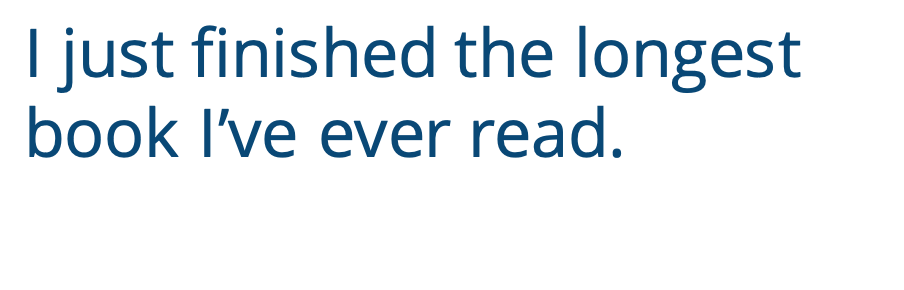 I just finished the longest
book I’ve ever read.